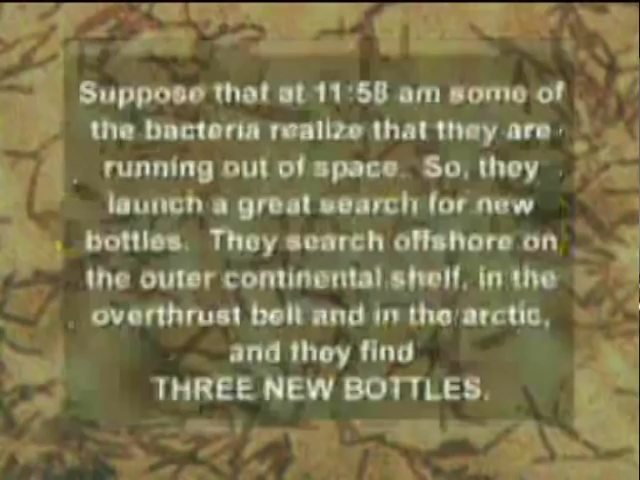 Suppose that at 11:58 am some of
the bacteria realize that they are
running out of space. So, they
launch a great search for new
bottles. They search offshore on
the outer continental shelf, in the
overthrust belt and in the arctic,
and they find
THREE NEW BOTTLES.